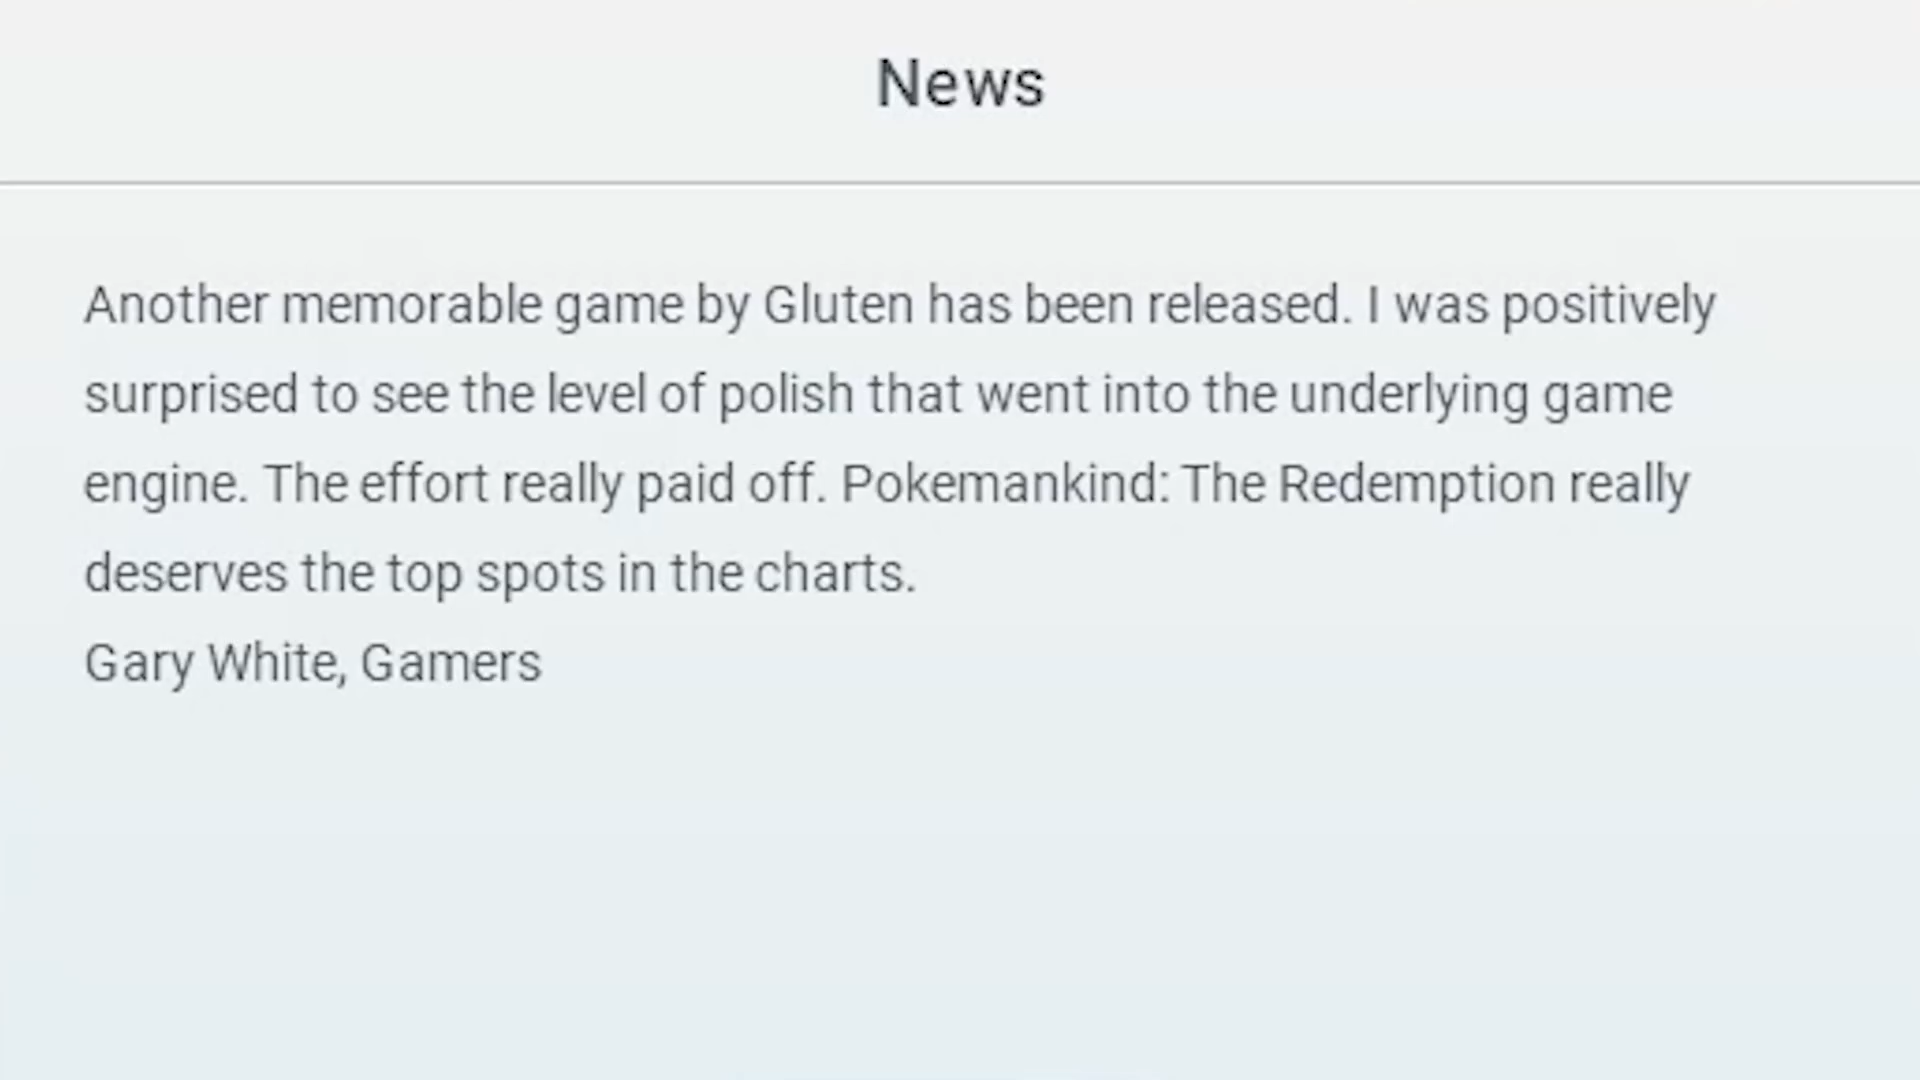 News
Another memorable game by Gluten has been released. I was positively
surprised to see the level of polish that went into the underlying game
engine. The effort really paid off. Pokemankind: The Redemption really
deserves the top spots in the charts.
Gary White, Gamers